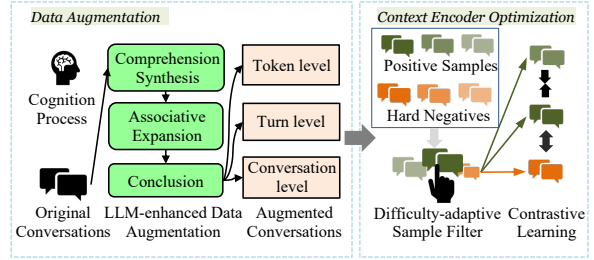 Data Augmentation
Cognition
Process
Original
Conversations
Comprehension
Synthesis
Associative
Expansion
Conclusion
LLM-enhanced Data
Augmentation
Token level
Turn level
Conversation
level
Augmented
Conversations
Context Encoder Optimization
Positive Samples
Hard Negatives
Difficulty-adaptive
Sample Filter
Contrastive
Learning